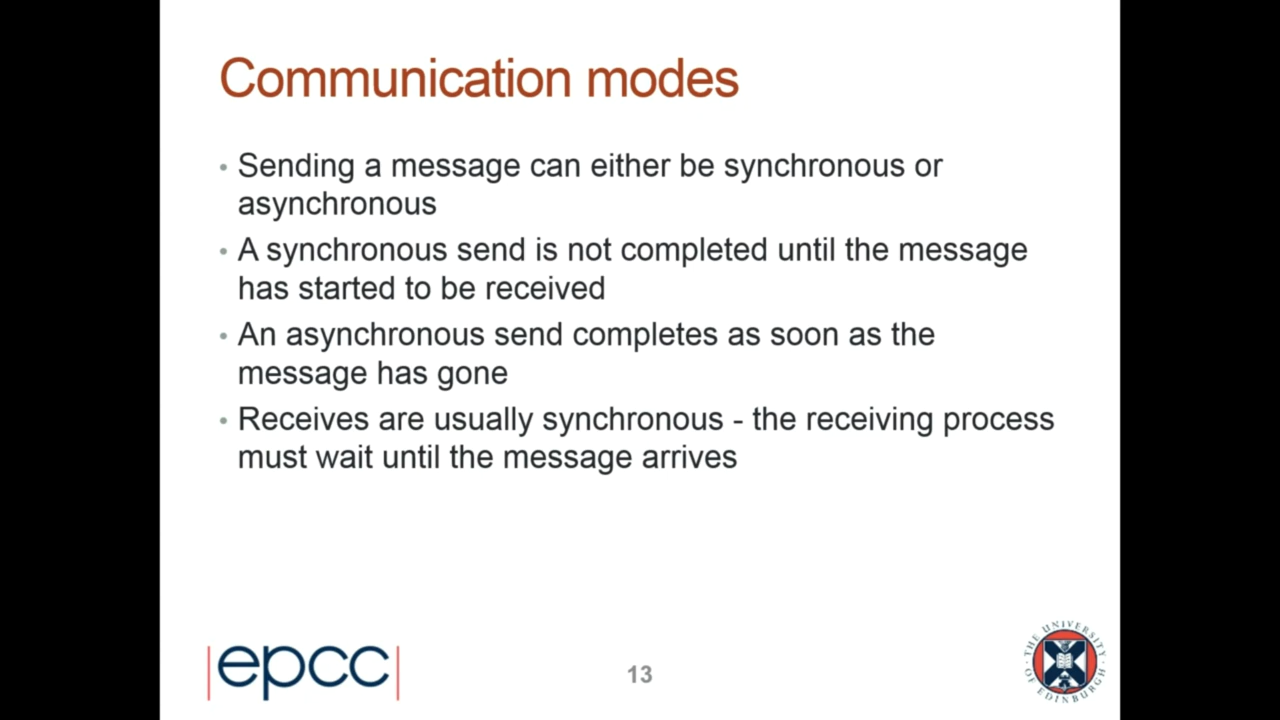 Communication modes
• Sending a message can either be synchronous or
asynchronous
• A synchronous send is not completed until the message
has started to be received
• An asynchronous send completes as soon as the
message has gone
• Receives are usually synchronous - the receiving process
must wait until the message arrives
|epcc|
13
THE UNIVERSITY OF EDINBURGH